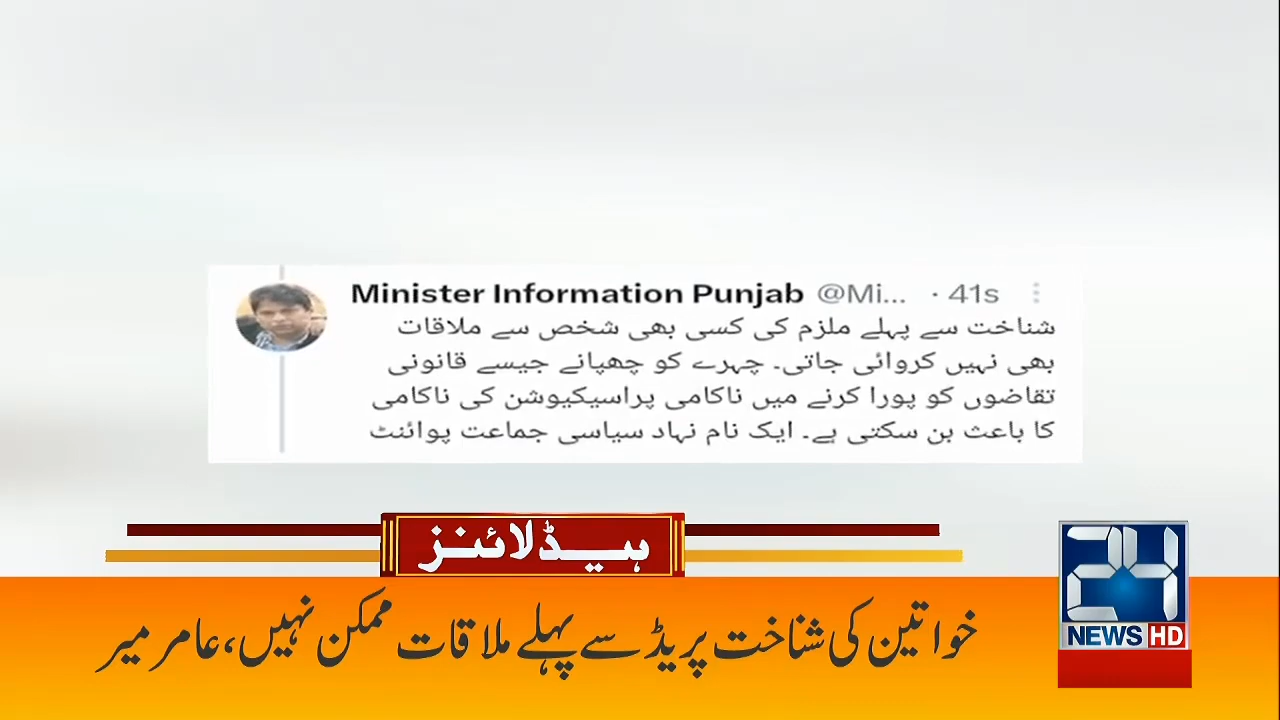 Minister Information Punjab @Mi... · 41s
شناخت سے پہلے ملزم کی کسی بھی شخص سے ملاقات
بھی نہیں کروائی جاتی۔ چہرے کو چھپانے جیسے قانونی
تقاضوں کو پورا کرنے میں ناکامی پراسیکیوشن کی ناکامی
کا باعث بن سکتی ہے۔ ایک نام نہاد سیاسی جماعت پوائنٹ
ہیڈلائنز
خواتین کی شناخت پریڈ سے پہلے ملاقات ممکن نہیں، عامر میر
24
NEWS HD